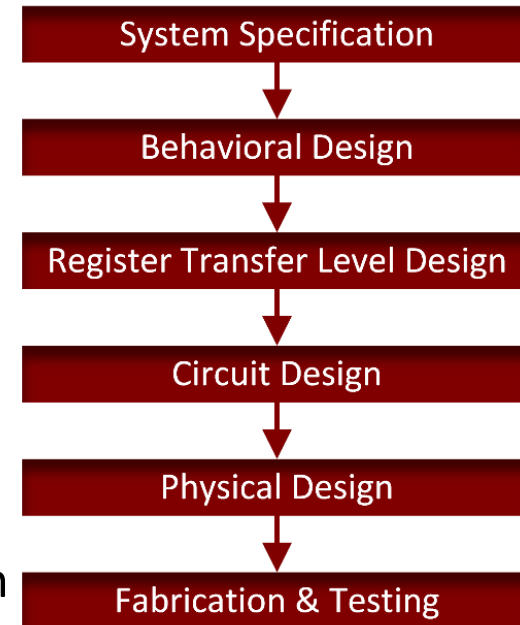 System Specification
Behavioral Design
Register Transfer Level Design
Circuit Design
Physical Design
Fabrication & Testing